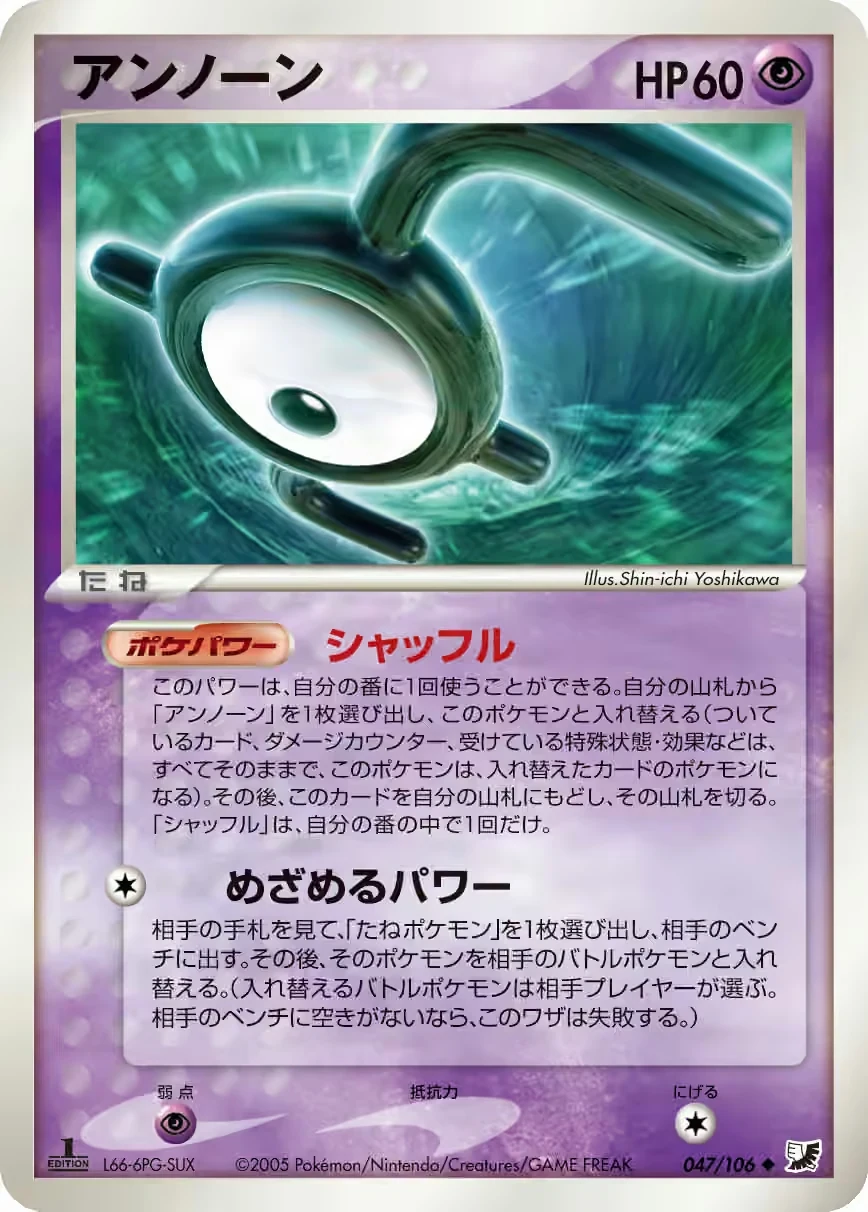 アンノーン
HP60
たね
Illus.Shin-ichi Yoshikawa
ポケパワー シャッフル
このパワーは、自分の番に1回使うことができる。自分の山札から
「アンノーン」を1枚選び出し、このポケモンと入れ替える(ついて
いるカード、ダメージカウンター、受けている特殊状態・効果などは、
すべてそのままで、このポケモンは、入れ替えたカードのポケモンに
なる)。その後、このカードを自分の山札にもどし、その山札を切る。
「シャッフル」は、自分の番の中で1回だけ。
めざめるパワー
相手の手札を見て、「たねポケモン」を1枚選び出し、相手のベン
チに出す。その後、そのポケモンを相手のバトルポケモンと入れ
替える。(入れ替えるバトルポケモンは相手プレイヤーが選ぶ。
相手のベンチに空きがないなら、このワザは失敗する。)
弱点 抵抗力 にげる
1 EDITION L66-6PG-SUX ©2005 Pokémon/Nintendo/Creatures/GAME FREAK 047/106 ◆